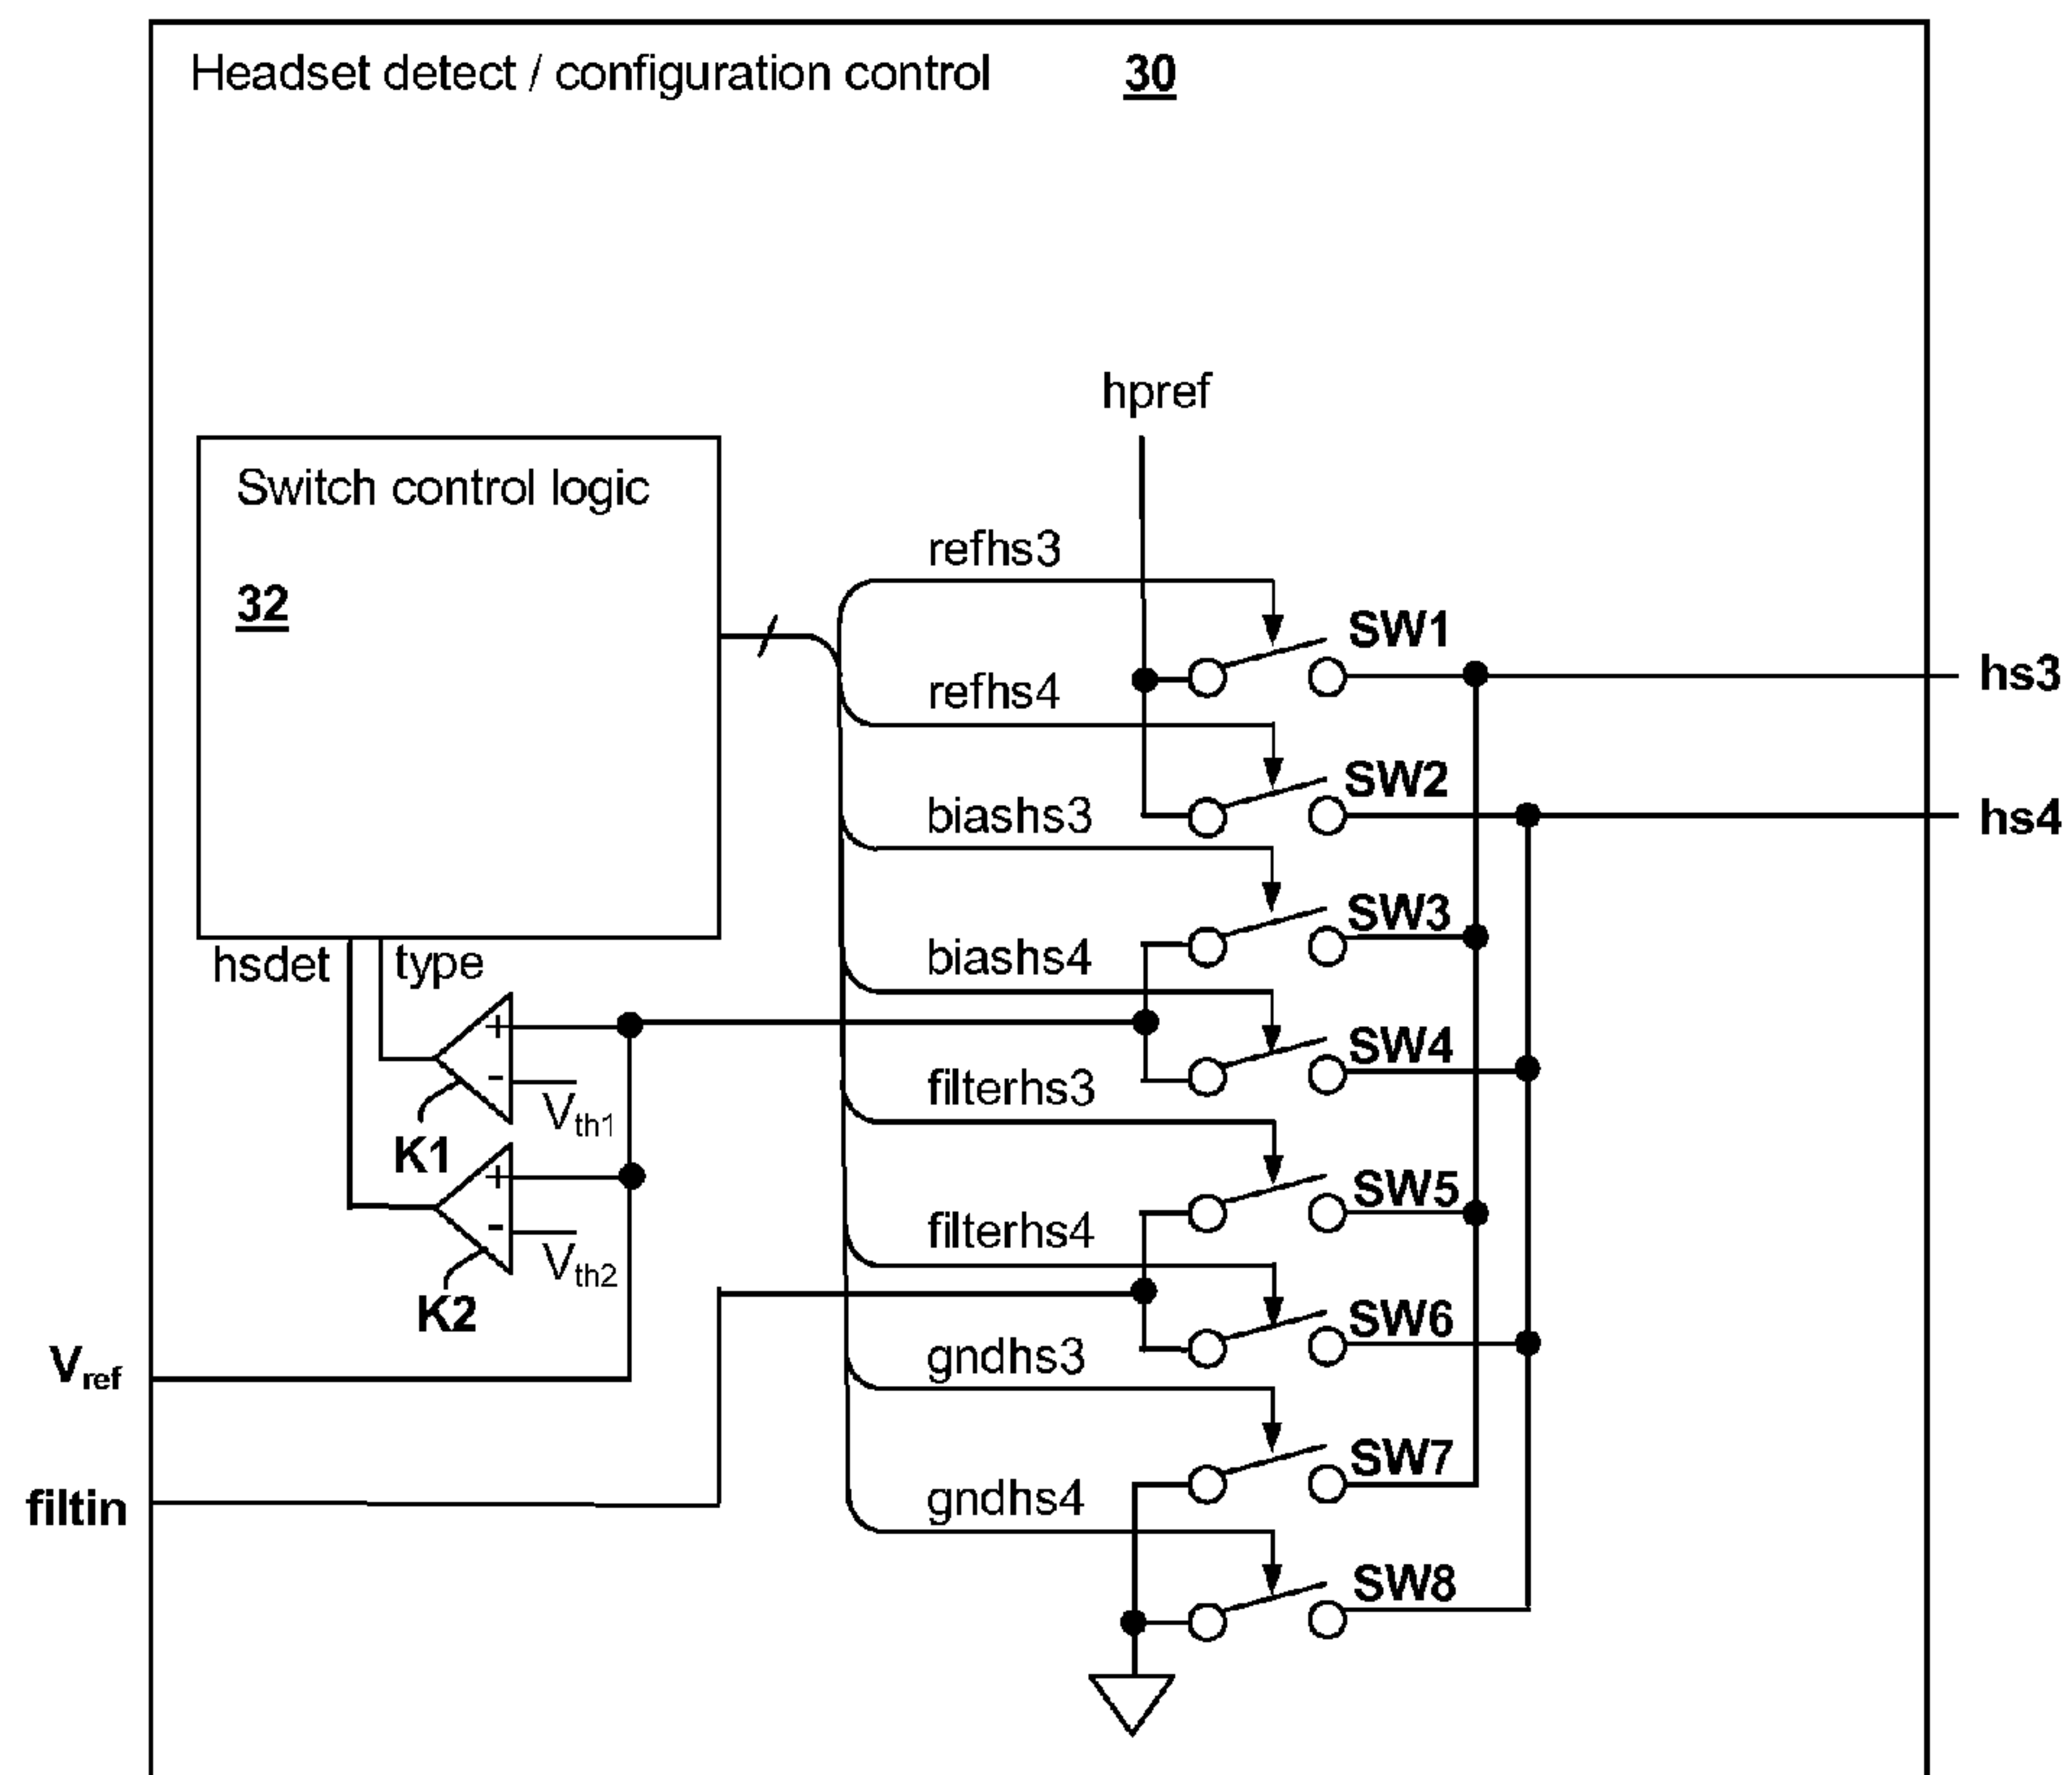 Headset detect / configuration control 30
hpref
Switch control logic
32
refhs3
SW1
hs3
refhs4
SW2
hs4
biashs3
SW3
hsdet
type
biashs4
SW4
+
-
Vth1
K1
filterhs3
SW5
+
-
Vth2
K2
filterhs4
SW6
Vref
gndhs3
SW7
filtin
gndhs4
SW8